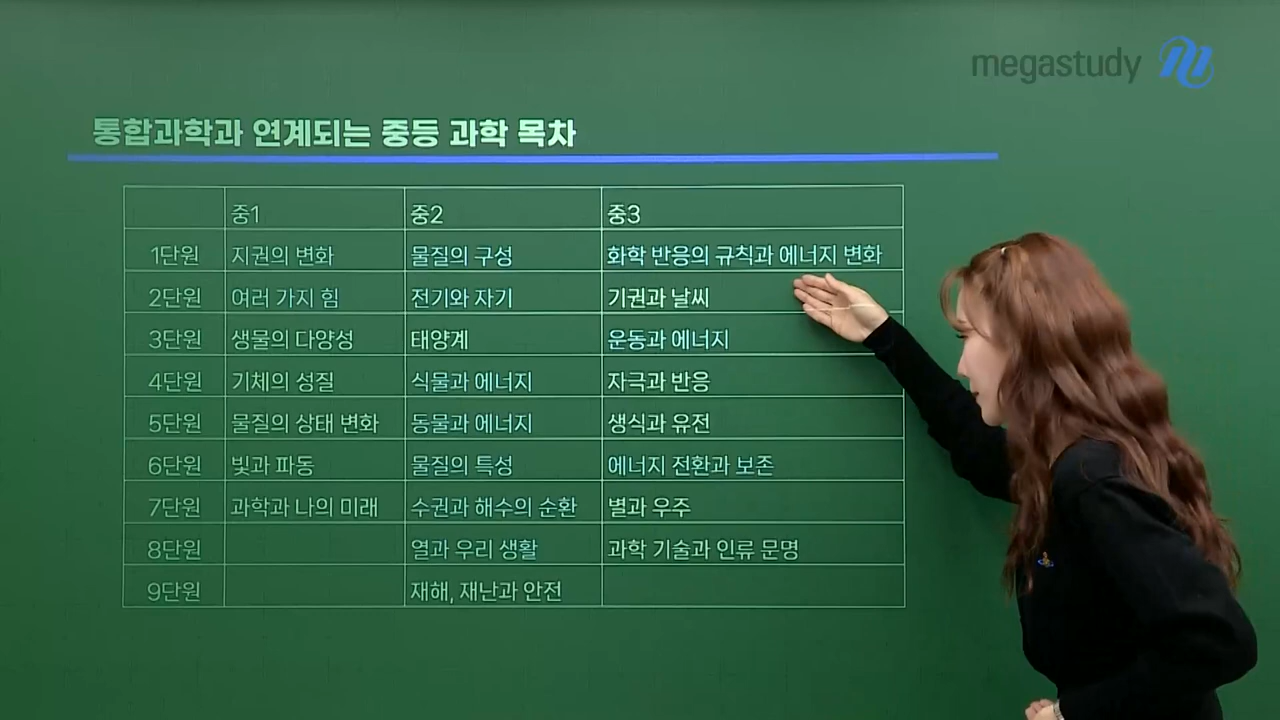 megastudy
통합과학과 연계되는 중등 과학 목차
중1 중2 중3
1단원 지권의 변화 물질의 구성 화학 반응의 규칙과 에너지 변화
2단원 여러 가지 힘 전기와 자기 기권과 날씨
3단원 생물의 다양성 태양계 운동과 에너지
4단원 기체의 성질 식물과 에너지 자극과 반응
5단원 물질의 상태 변화 동물과 에너지 생식과 유전
6단원 빛과 파동 물질의 특성 에너지 전환과 보존
7단원 과학과 나의 미래 수권과 해수의 순환 별과 우주
8단원 열과 우리 생활 과학 기술과 인류 문명
9단원 재해, 재난과 안전